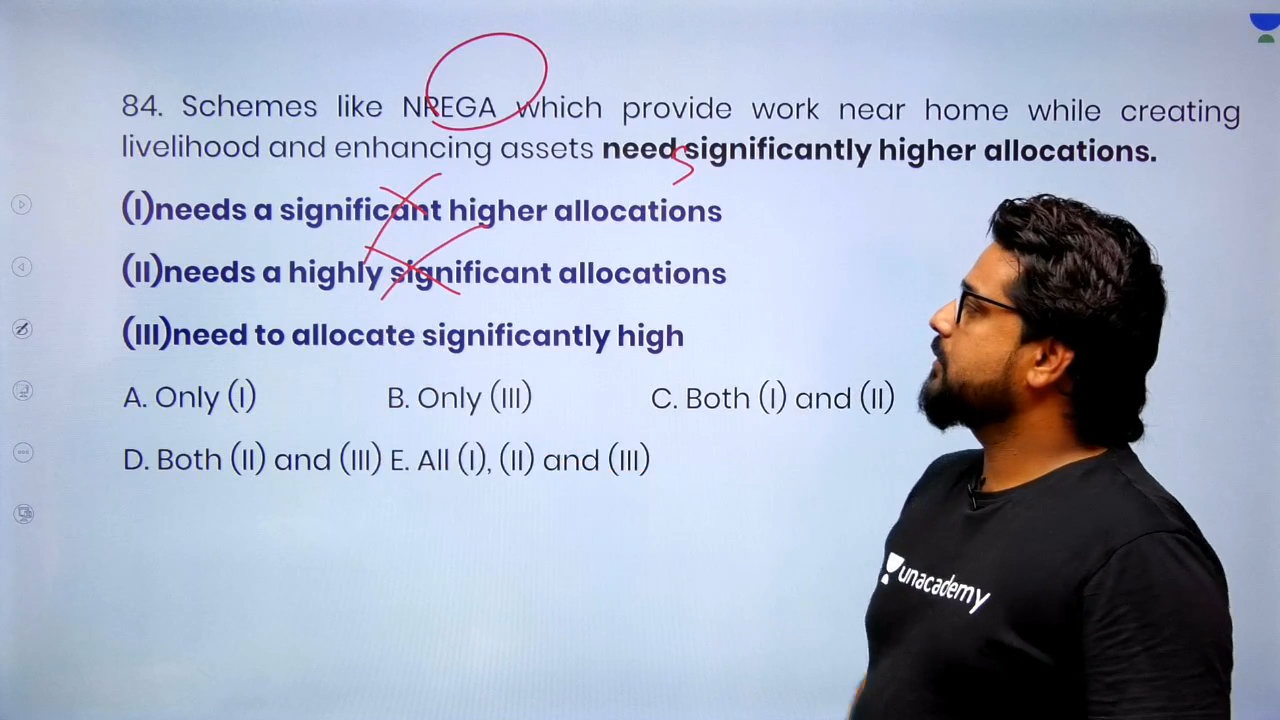 84. Schemes like NREGA which provide work near home while creating
livelihood and enhancing assets need significantly higher allocations.
s
(I)needs a significant higher allocations
(II)needs a highly significant allocations
(III)need to allocate significantly high
A. Only (I) B. Only (III) C. Both (I) and (II)
D. Both (II) and (III) E. All (I), (II) and (III)
unacademy